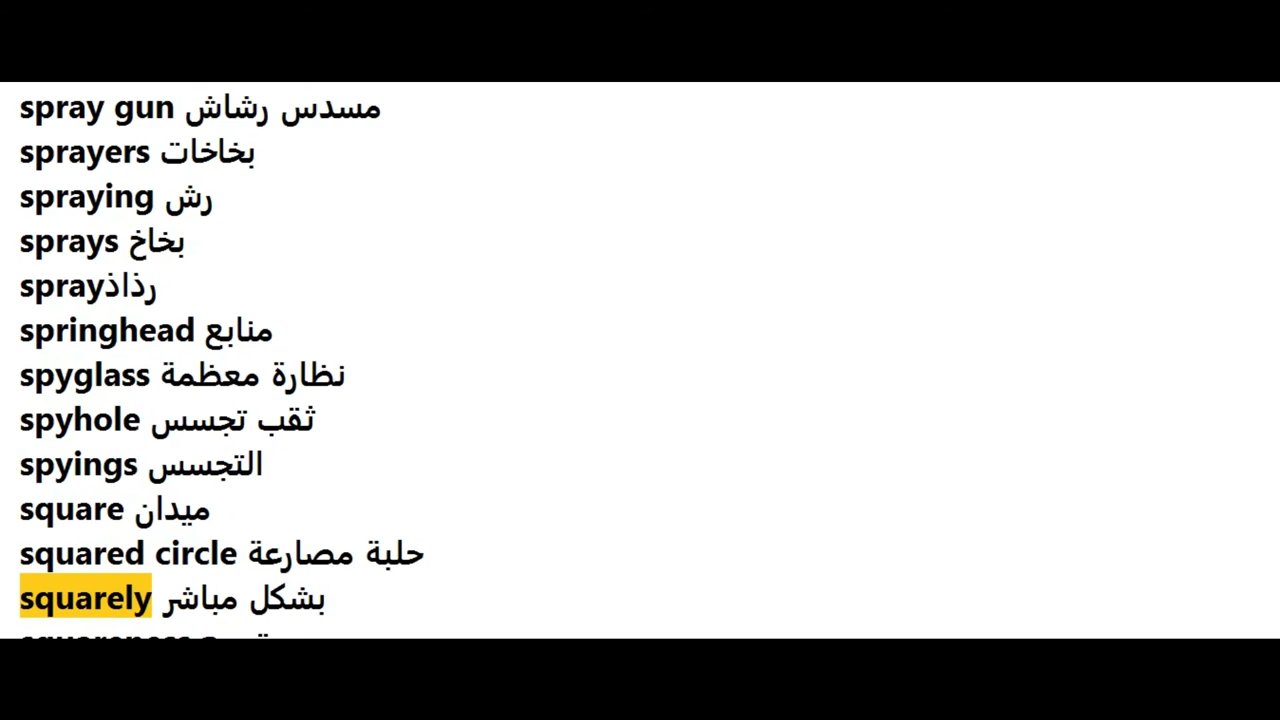 spray gun مسدس رشاش
sprayers بخاخات
spraying رش
sprays بخاخ
sprayرذاذ
springhead منابع
spyglass نظارة معظمة
spyhole ثقب تجسس
spyings التجسس
square ميدان
squared circle حلبة مصارعة
squarely بشكل مباشر
squareness